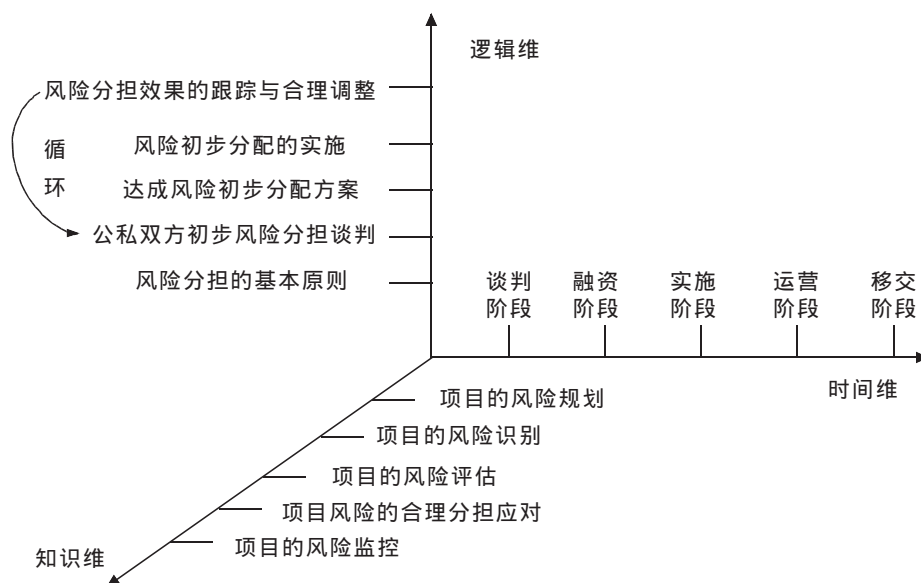 逻辑维
风险分担效果的跟踪与合理调整
循
环
风险初步分配的实施
达成风险初步分配方案
公私双方初步风险分担谈判
风险分担的基本原则
谈判
阶段
融资
阶段
实施
阶段
运营
阶段
移交
阶段
时间维
项目的风险规划
项目的风险识别
项目的风险评估
项目风险的合理分担应对
项目的风险监控
知识维